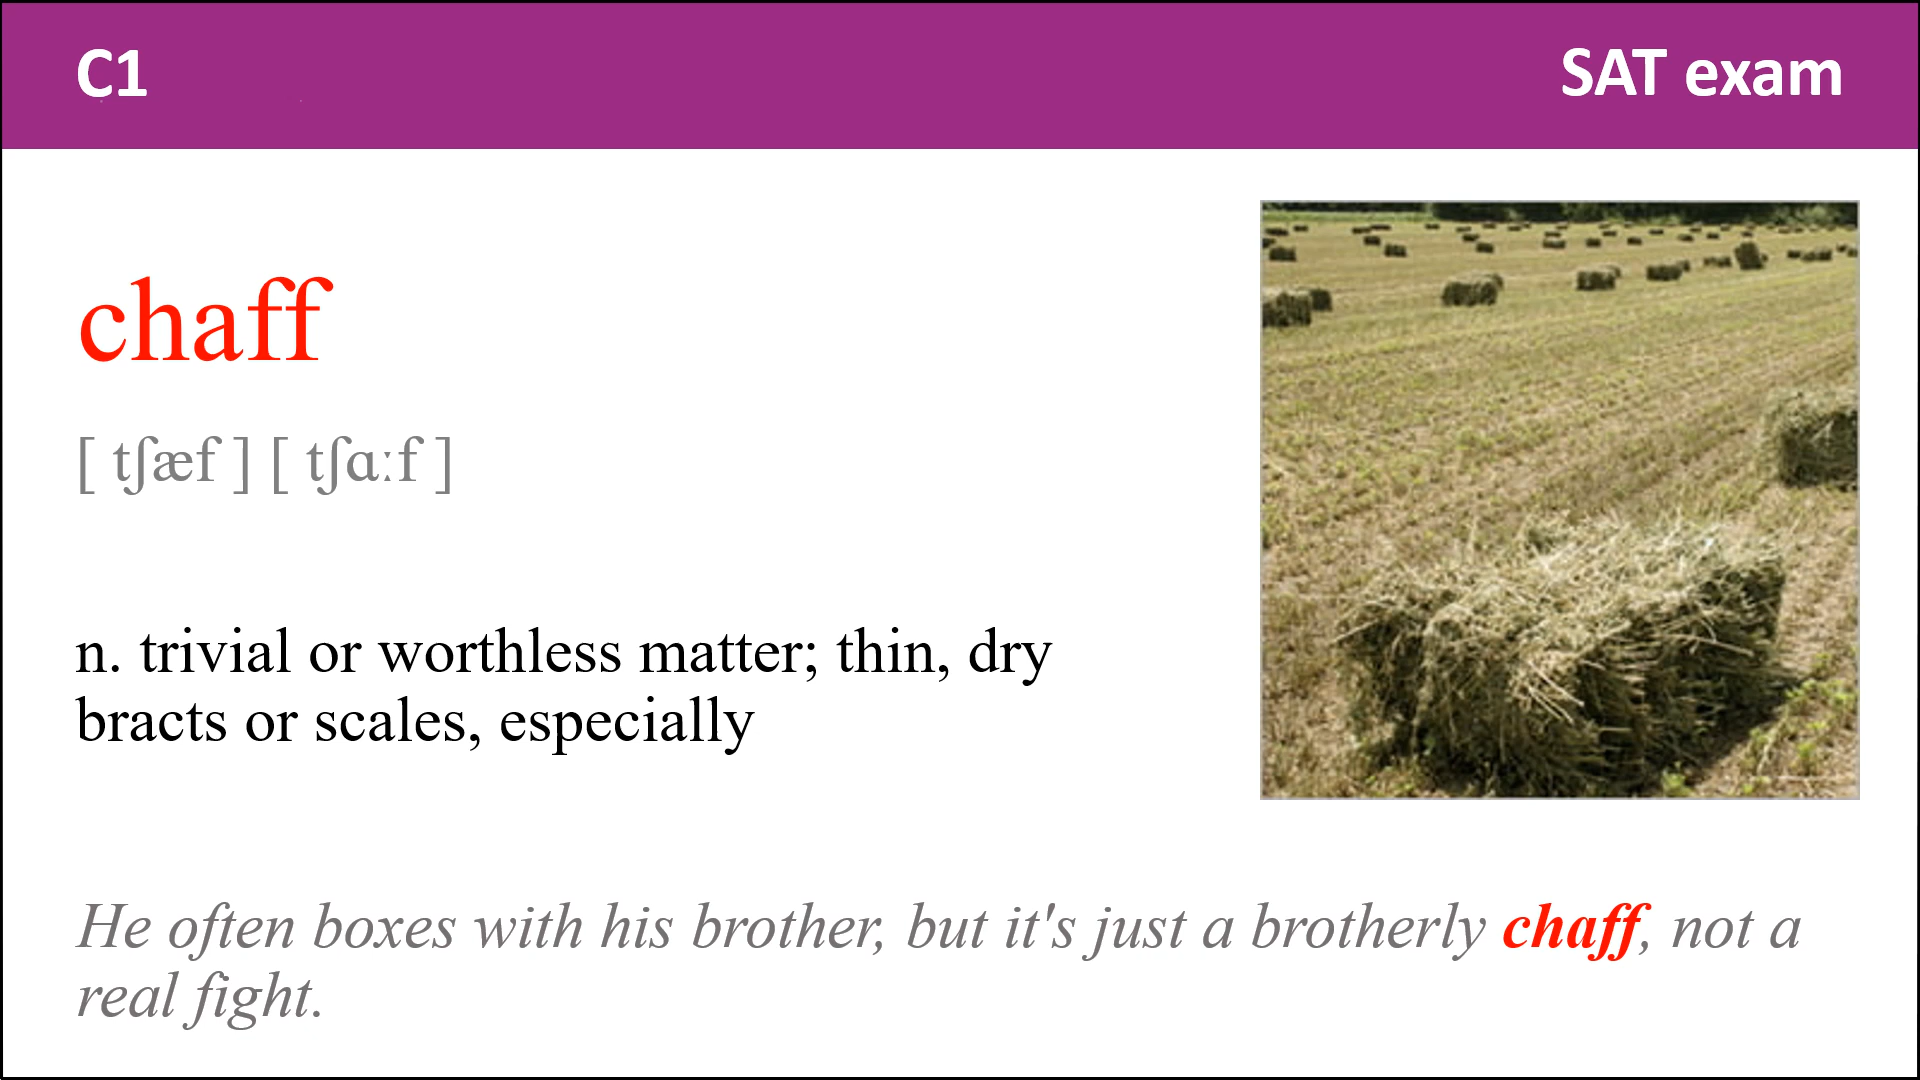 C1
SAT exam
chaff
[ tʃæf ] [ tʃɑːf ]
n. trivial or worthless matter; thin, dry
bracts or scales, especially
He often boxes with his brother, but it's just a brotherly chaff, not a
real fight.